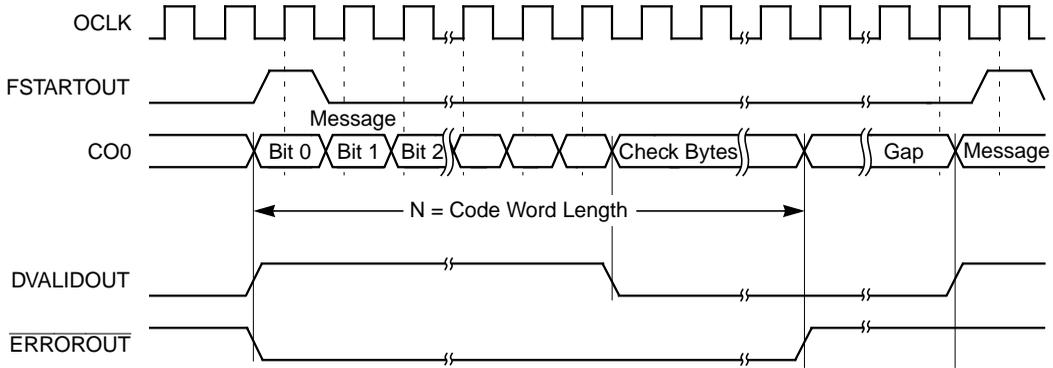 OCLK
FSTARTOUT
Message
CO0 Bit 0 Bit 1 Bit 2 Check Bytes Gap Message
N = Code Word Length
DVALIDOUT
ERROROUT